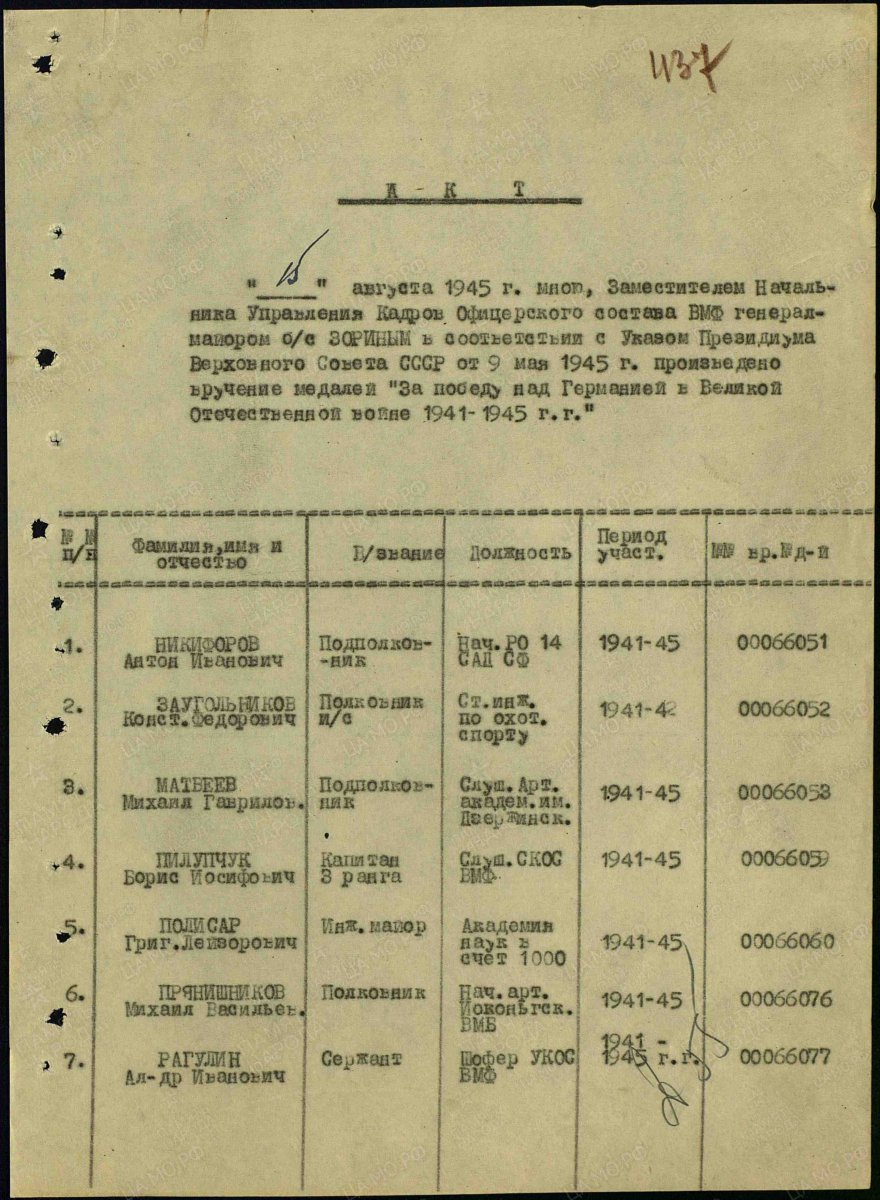 437
А К Т
"15" августа 1945 г. мною, Заместителем Началь-
ника Управления Кадров Офицерского состава ВМФ генерал-
майором б/с ЗОРИНЫМ в соответствии с Указом Президиума
Верховного Совета СССР от 9 мая 1945 г. произведено
вручение медалей "За победу над Германией в Великой
Отечественной войне 1941-1945 г.г."
№ № п/н Фамилия,имя и отчество В/звание Должность Период участ. №№ вр.№д-й
1. НИКИФОРОВ Антон Иванович Подполков--ник Нач.РО 14 САД СФ 1941-45 00066051
2. ЗАУГОЛЬНИКОВ Конст.Федорович Полковник и/с Ст.инж. по охот. спорту 1941-42 00066052
3. МАТВЕЕВ Михаил Гаврилов. Подполков-ник Слуш.Арт. академ.им. Дзержинск. 1941-45 00066053
4. ПИЛУПЧУК Борис Иосифович Капитан 3 ранга Слуш.СКОС ВМФ. 1941-45 00066059
5. ПОЛИСАР Григ.Лейзорович Инж.майор Академия наук в счет 1000 1941-45 00066060
6. ПРЯНИШНИКОВ Михаил Васильев. Полковник Нач.арт. Иоконьгск. ВМБ 1941-45 00066076
7. РАГУЛИН Ал-др Иванович Сержант Шофер УКОС ВМФ 1941 - 1945 г.г. 00066077